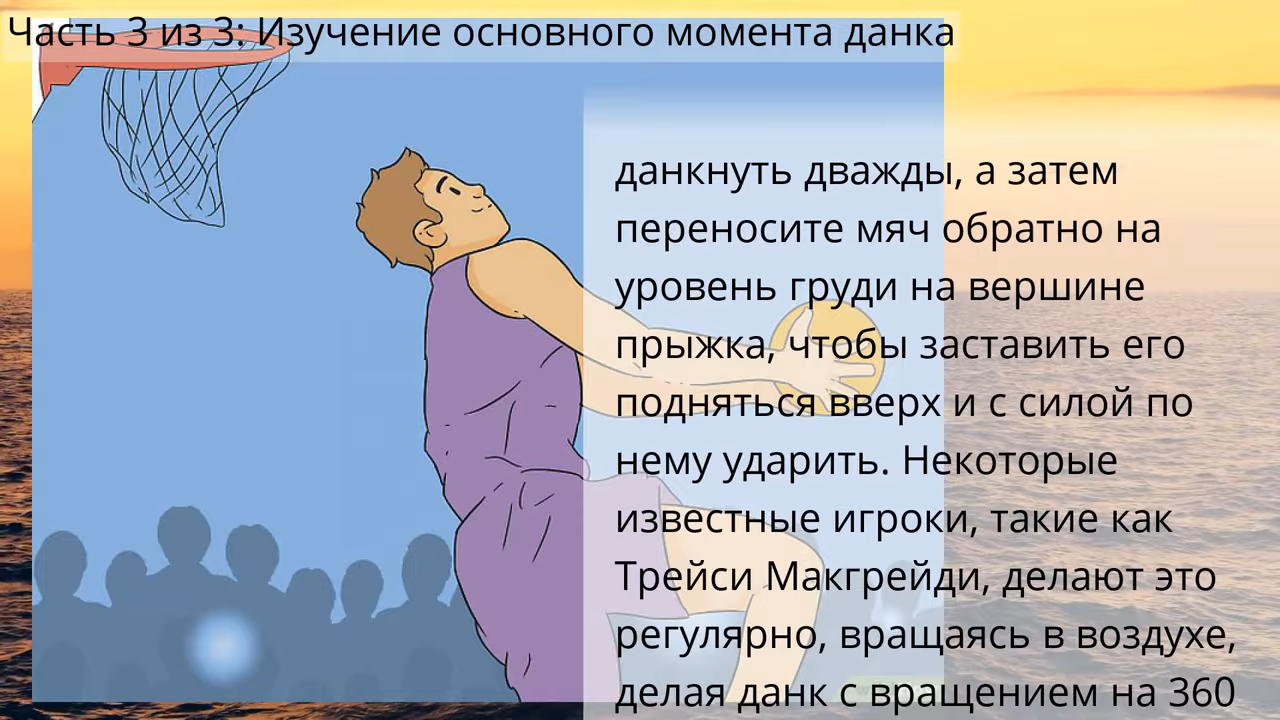 Часть 3 из 3: Изучение основного момента данка
данкнуть дважды, а затем
переносите мяч обратно на
уровень груди на вершине
прыжка, чтобы заставить его
подняться вверх и с силой по
нему ударить. Некоторые
известные игроки, такие как
Трейси Макгрейди, делают это
регулярно, вращаясь в воздухе,
делая данк с вращением на 360